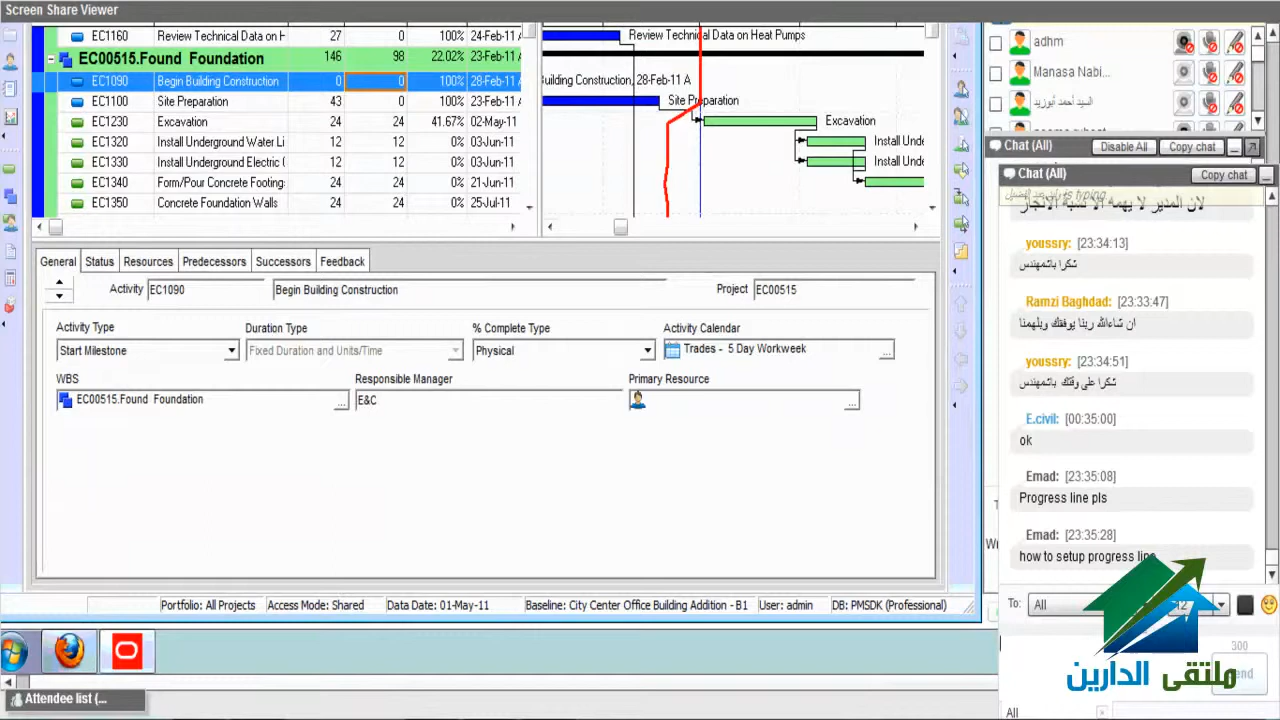 Screen Share Viewer
EC1160 Review Technical Data on H 27 0 100% 24-Feb-11 A
EC00515.Found Foundation 146 98 22.02% 23-Feb-11
EC1090 Begin Building Construction 0 0 100% 28-Feb-11 A
EC1100 Site Preparation 43 0 100% 23-Feb-11 A
EC1230 Excavation 24 24 41.67% 02-May-11
EC1320 Install Underground Water Li 12 12 0% 03-Jun-11
EC1330 Install Underground Electric C 12 12 0% 03-Jun-11
EC1340 Form/Pour Concrete Footing: 24 24 0% 21-Jun-11
EC1350 Concrete Foundation Walls 24 24 0% 25-Jul-11
Review Technical Data on Heat Pumps
uilding Construction, 28-Feb-11 A
Site Preparation
Excavation
Install Unde
Install Unde
General Status Resources Predecessors Successors Feedback
Activity EC1090 Begin Building Construction Project EC00515
Activity Type Duration Type % Complete Type Activity Calendar
Start Milestone Fixed Duration and Units/Time Physical Trades - 5 Day Workweek
WBS Responsible Manager Primary Resource
EC00515.Found Foundation E&C
Portfolio: All Projects Access Mode: Shared Data Date: 01-May-11 Baseline: City Center Office Building Addition - B1 User: admin DB: PMSDK (Professional)
Attendee list (...
adhm
Manasa Nabi...
السيد أحمد أبوزيد
Chat (All) Disable All Copy chat
Chat (All) Copy chat
is typing
لان المدير لا يهمه الا نسبة الانجاز
youssry: [23:34:13]
شكرا باشمهندس
Ramzi Baghdad: [23:33:47]
ان شاءالله ربنا يوفقك ويلهمنا
youssry: [23:34:51]
شكرا على وقتك باشمهندس
E.civil: [00:35:00]
ok
Emad: [23:35:08]
Progress line pls
Emad: [23:35:28]
how to setup progress line
To: All 12
300
end
ملتقى الدارين
All